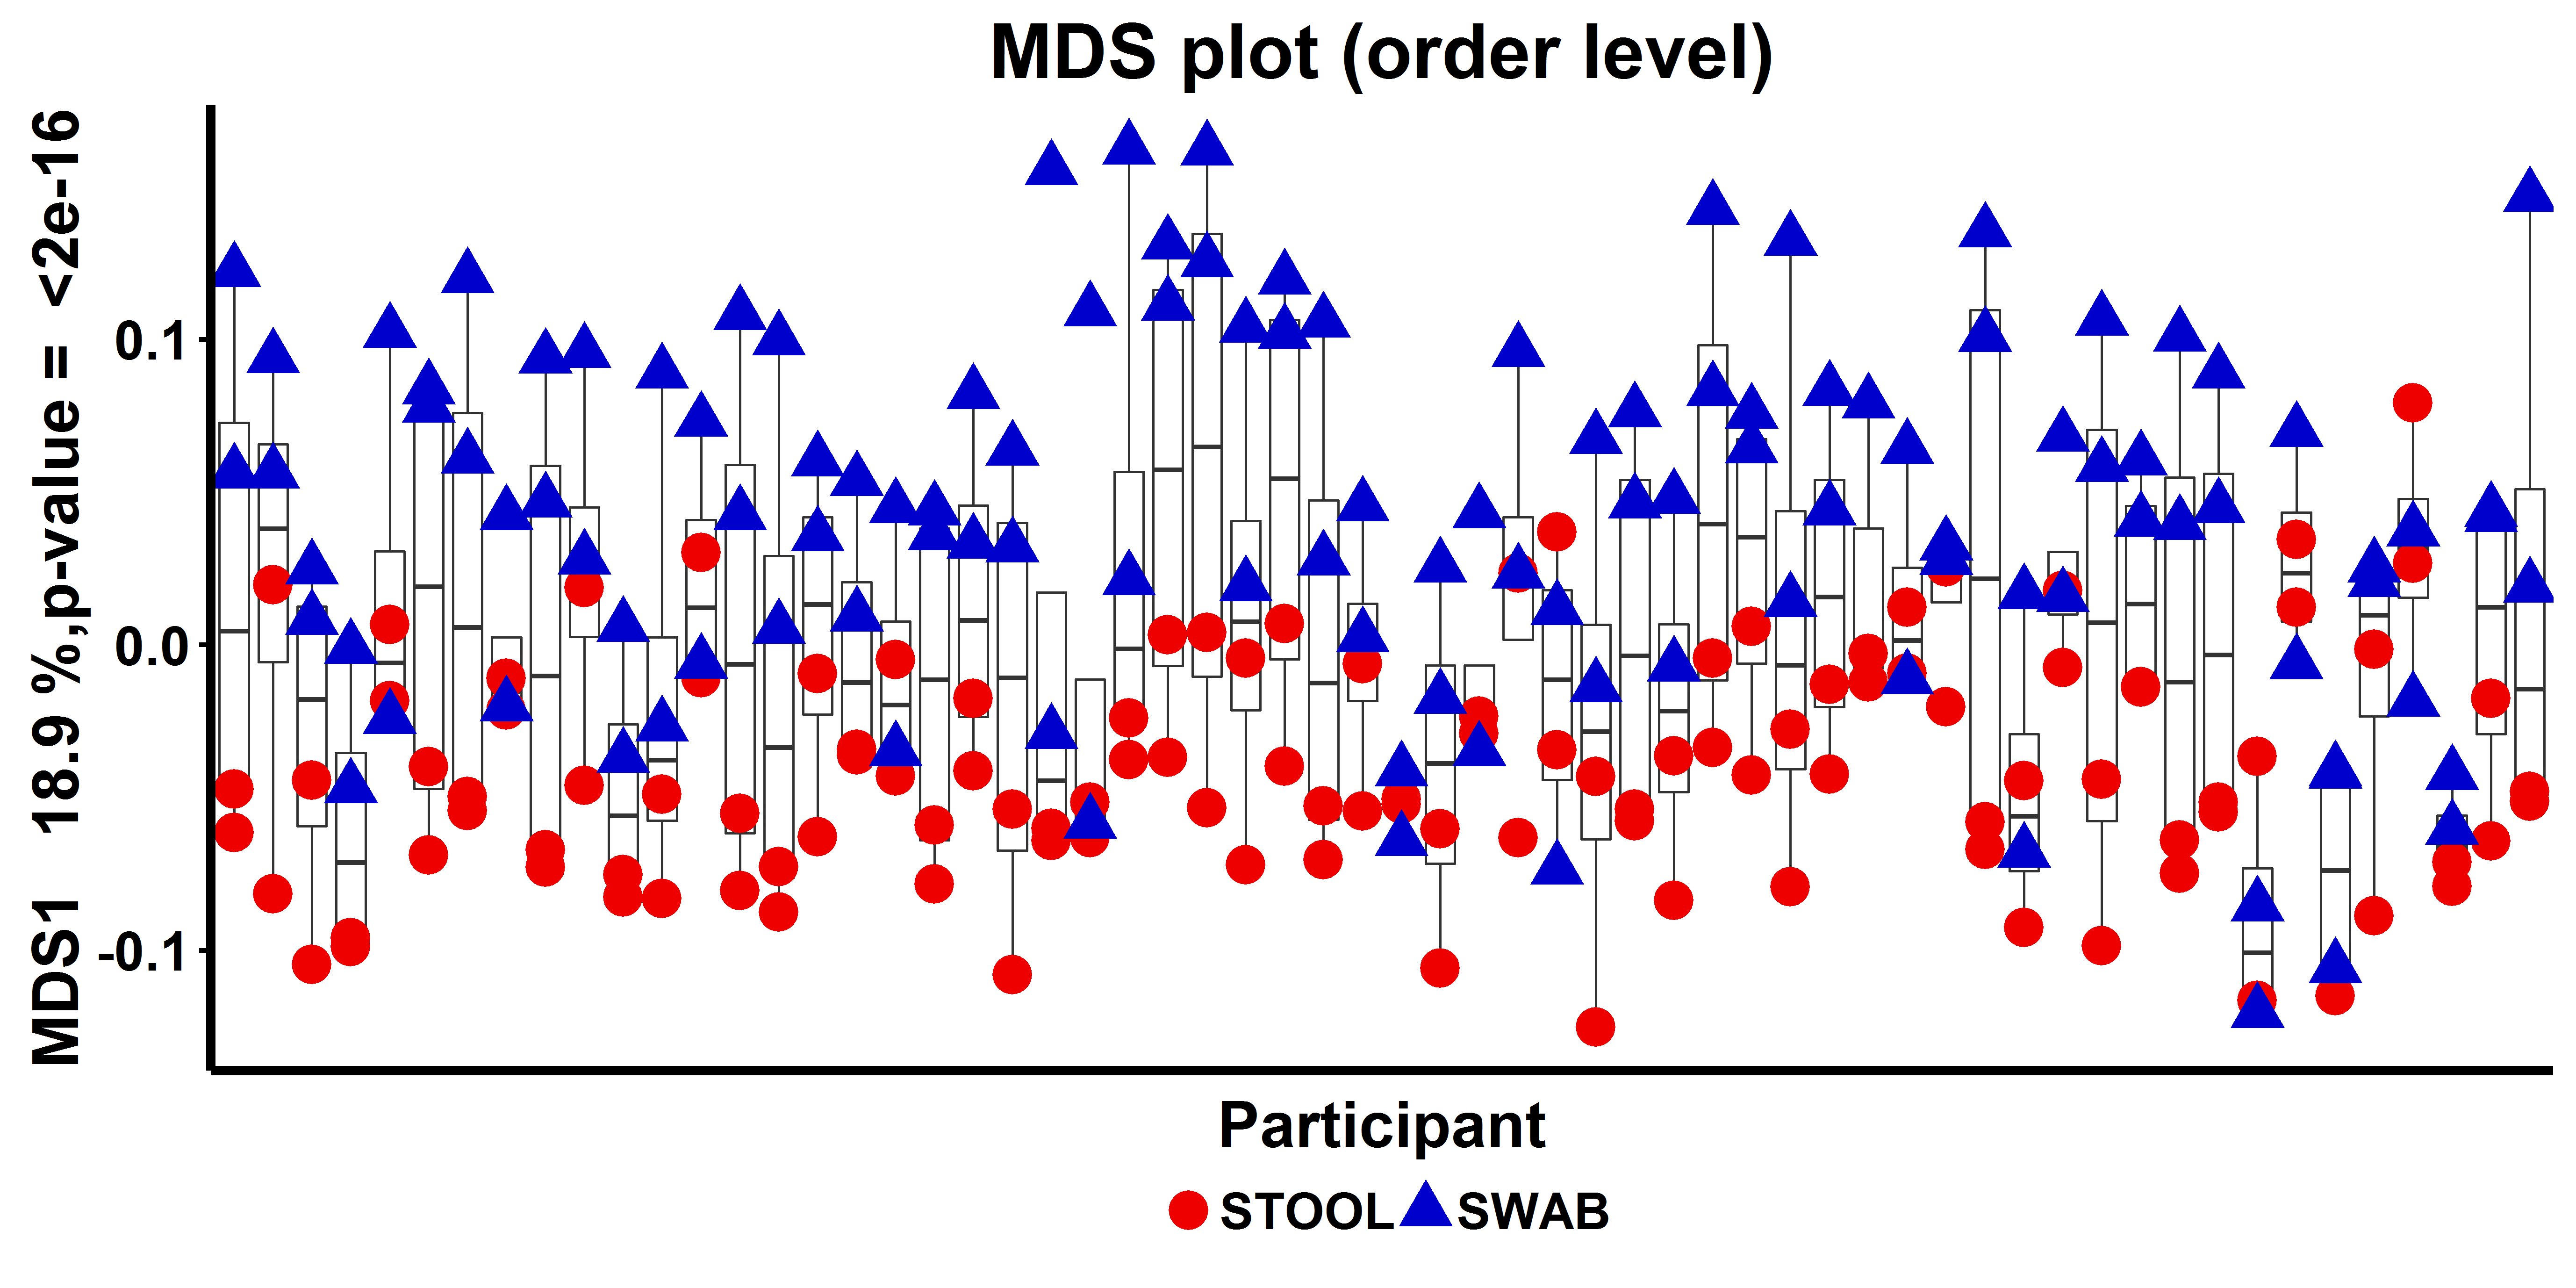 MDS plot (order level)
MDS1 18.9 %,p-value = <2e-16
0.1
0.0
-0.1
Participant
STOOL SWAB